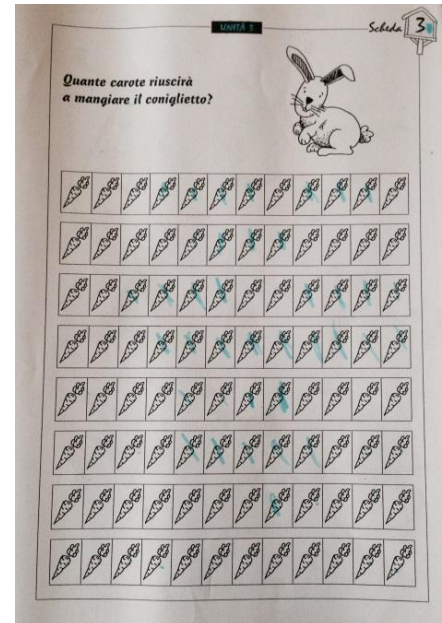 UNITÀ 1
Scheda 3
Quante carote riuscirà
a mangiare il coniglietto?